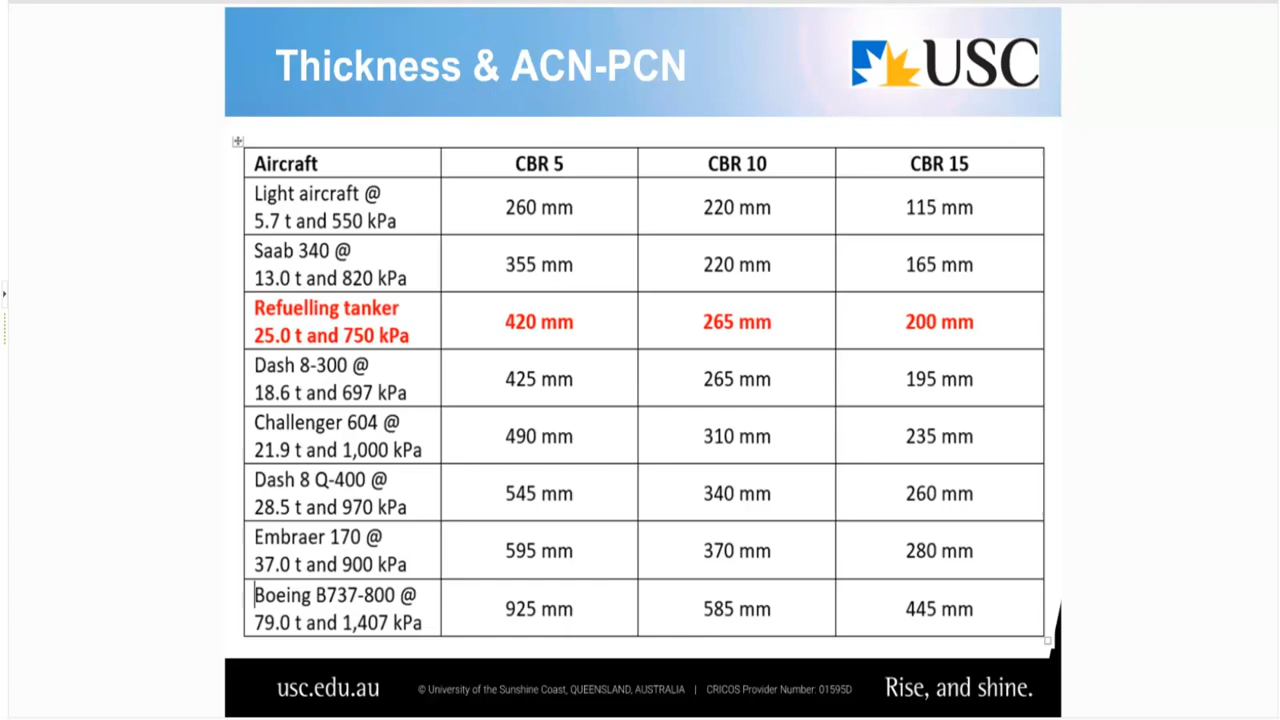 Thickness & ACN-PCN
USC
Aircraft CBR 5 CBR 10 CBR 15
Light aircraft @
5.7 t and 550 kPa
260 mm 220 mm 115 mm
Saab 340 @
13.0 t and 820 kPa
355 mm 220 mm 165 mm
Refuelling tanker
25.0 t and 750 kPa
420 mm 265 mm 200 mm
Dash 8-300 @
18.6 t and 697 kPa
425 mm 265 mm 195 mm
Challenger 604 @
21.9 t and 1,000 kPa
490 mm 310 mm 235 mm
Dash 8 Q-400 @
28.5 t and 970 kPa
545 mm 340 mm 260 mm
Embraer 170 @
37.0 t and 900 kPa
595 mm 370 mm 280 mm
Boeing B737-800 @
79.0 t and 1,407 kPa
925 mm 585 mm 445 mm
usc.edu.au
© University of the Sunshine Coast, QUEENSLAND, AUSTRALIA | CRICOS Provider Number: 01595D
Rise, and shine.